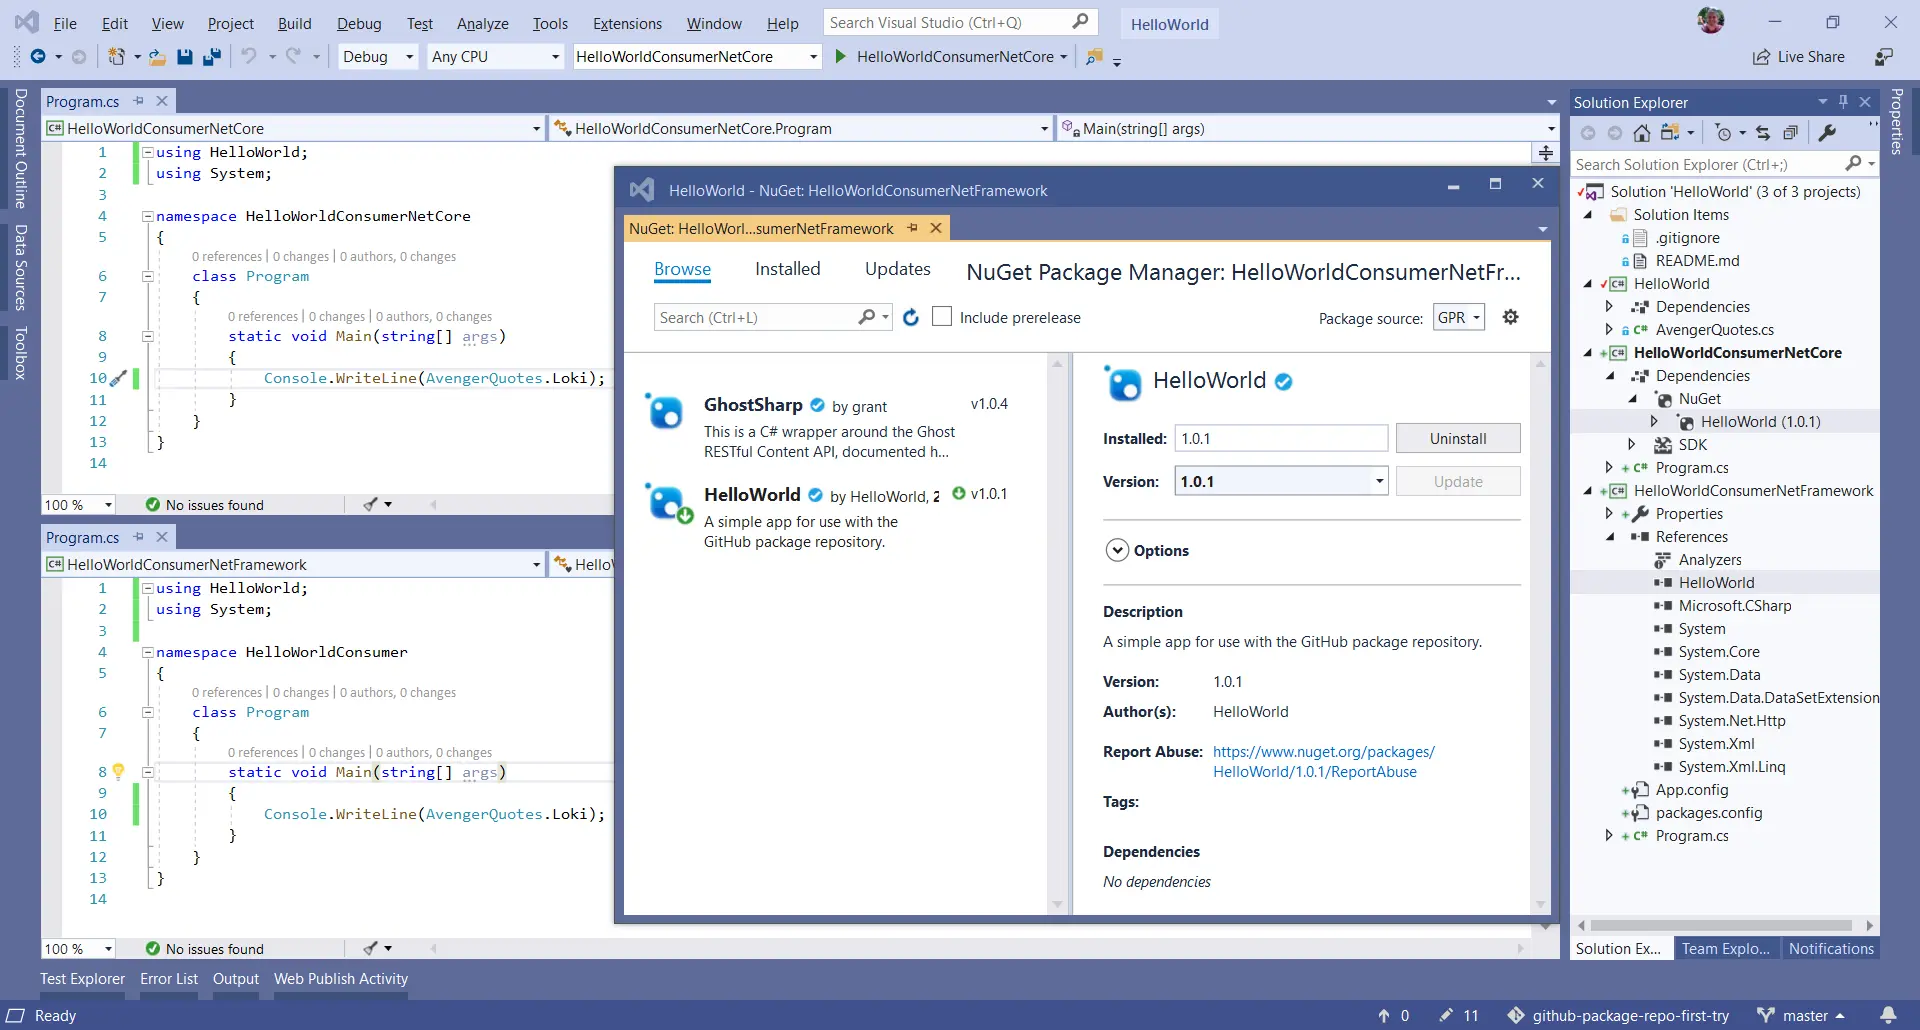 File Edit View Project Build Debug Test Analyze Tools Extensions Window Help Search Visual Studio (Ctrl+Q) HelloWorld
Debug Any CPU HelloWorldConsumerNetCore HelloWorldConsumerNetCore Live Share
Document Outline
Data Sources
Toolbox
Program.cs
HelloWorldConsumerNetCore HelloWorldConsumerNetCore.Program Main(string[] args)
1 using HelloWorld;
2 using System;
3
4 namespace HelloWorldConsumerNetCore
5 {
0 references | 0 changes | 0 authors, 0 changes
6 class Program
7 {
0 references | 0 changes | 0 authors, 0 changes
8 static void Main(string[] args)
9 {
10 Console.WriteLine(AvengerQuotes.Loki);
11 }
12 }
13 }
14
100 % No issues found
Program.cs
HelloWorldConsumerNetFramework Hello
1 using HelloWorld;
2 using System;
3
4 namespace HelloWorldConsumer
5 {
0 references | 0 changes | 0 authors, 0 changes
6 class Program
7 {
0 references | 0 changes | 0 authors, 0 changes
8 static void Main(string[] args)
9 {
10 Console.WriteLine(AvengerQuotes.Loki);
11 }
12 }
13 }
14
100 % No issues found
HelloWorld - NuGet: HelloWorldConsumerNetFramework
NuGet: HelloWorl...sumerNetFramework
Browse Installed Updates NuGet Package Manager: HelloWorldConsumerNetFr...
Search (Ctrl+L) Include prerelease Package source: GPR
GhostSharp by grant v1.0.4
This is a C# wrapper around the Ghost
RESTful Content API, documented h...
HelloWorld by HelloWorld, 2 v1.0.1
A simple app for use with the
GitHub package repository.
HelloWorld
Installed: 1.0.1 Uninstall
Version: 1.0.1 Update
Options
Description
A simple app for use with the GitHub package repository.
Version: 1.0.1
Author(s): HelloWorld
Report Abuse: https://www.nuget.org/packages/
HelloWorld/1.0.1/ReportAbuse
Tags:
Dependencies
No dependencies
Solution Explorer
Search Solution Explorer (Ctrl+;)
Solution 'HelloWorld' (3 of 3 projects)
Solution Items
.gitignore
README.md
C# HelloWorld
Dependencies
C# AvengerQuotes.cs
C# HelloWorldConsumerNetCore
Dependencies
NuGet
HelloWorld (1.0.1)
SDK
C# Program.cs
C# HelloWorldConsumerNetFramework
Properties
References
Analyzers
HelloWorld
Microsoft.CSharp
System
System.Core
System.Data
System.Data.DataSetExtension
System.Net.Http
System.Xml
System.Xml.Linq
App.config
packages.config
C# Program.cs
Solution Ex... Team Explo... Notifications
Properties
Test Explorer Error List Output Web Publish Activity
Ready 0 11 github-package-repo-first-try master